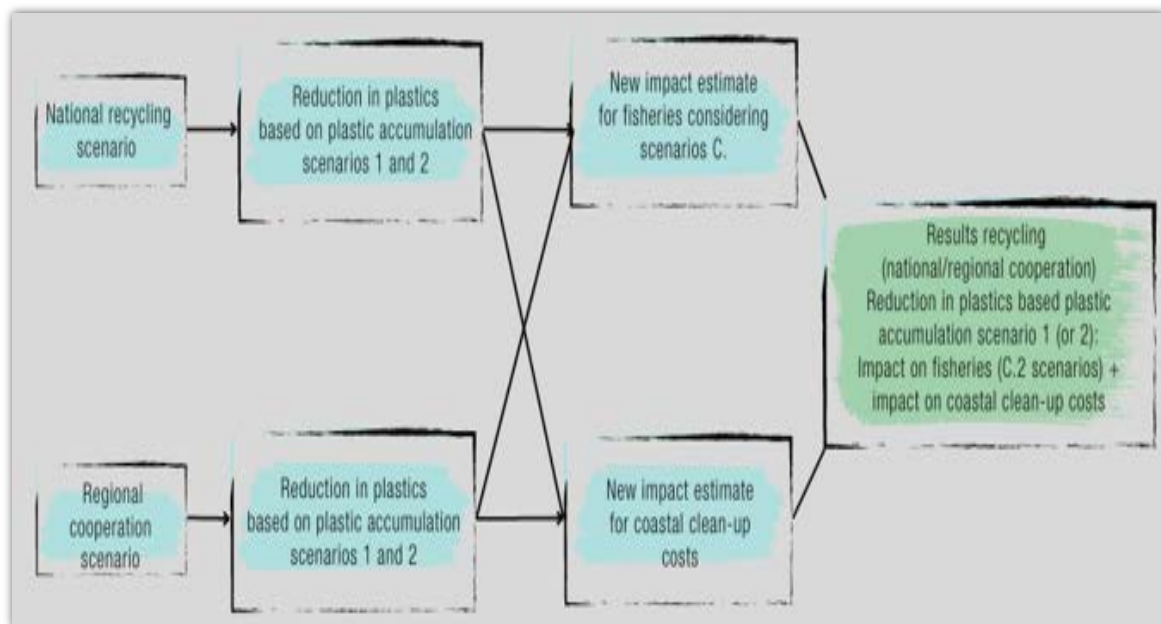 National recycling
scenario
Reduction in plastics
based on plastic accumulation
scenarios 1 and 2
New impact estimate
for fisheries considering
scenarios C.
Results recycling
(national/regional cooperation)
Reduction in plastics based plastic
accumulation scenario 1 (or 2):
Impact on fisheries (C.2 scenarios) +
impact on coastal clean-up costs
Regional
cooperation
scenario
Reduction in plastics
based on plastic accumulation
scenarios 1 and 2
New impact estimate
for coastal clean-up
costs